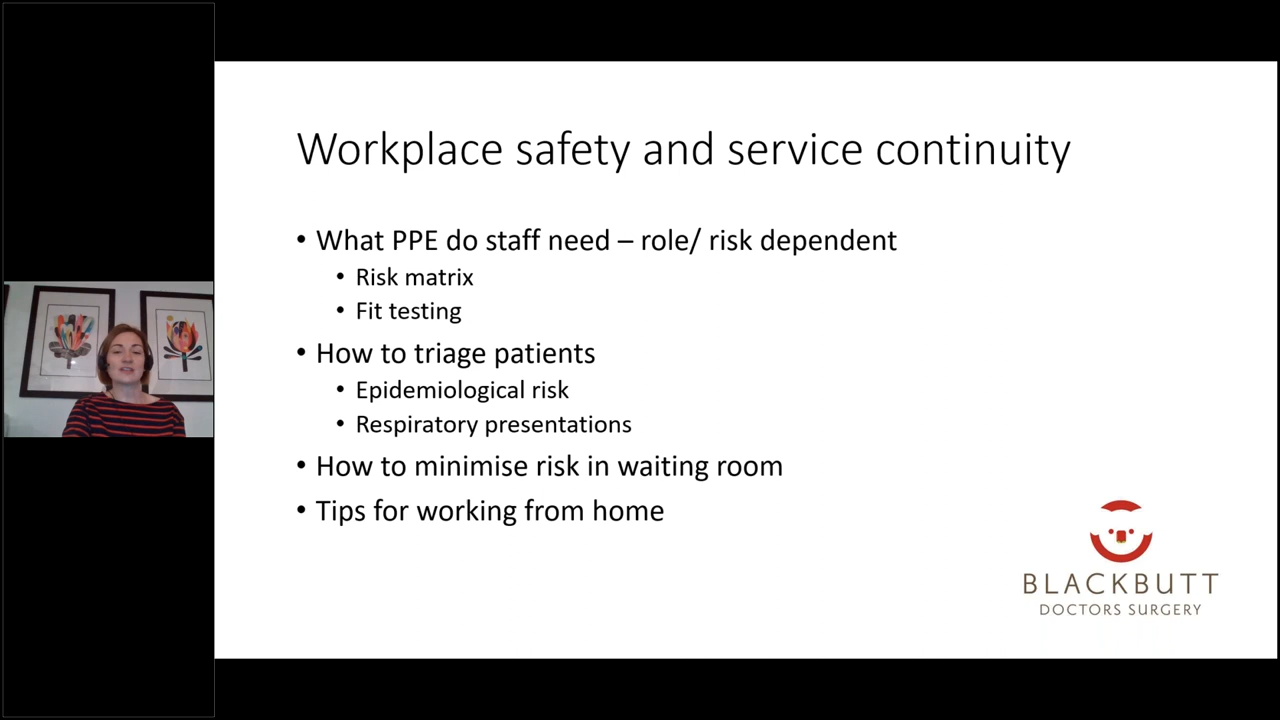 Workplace safety and service continuity
• What PPE do staff need – role/ risk dependent
• Risk matrix
• Fit testing
• How to triage patients
• Epidemiological risk
• Respiratory presentations
• How to minimise risk in waiting room
• Tips for working from home
BLACKBUTT
DOCTORS SURGERY